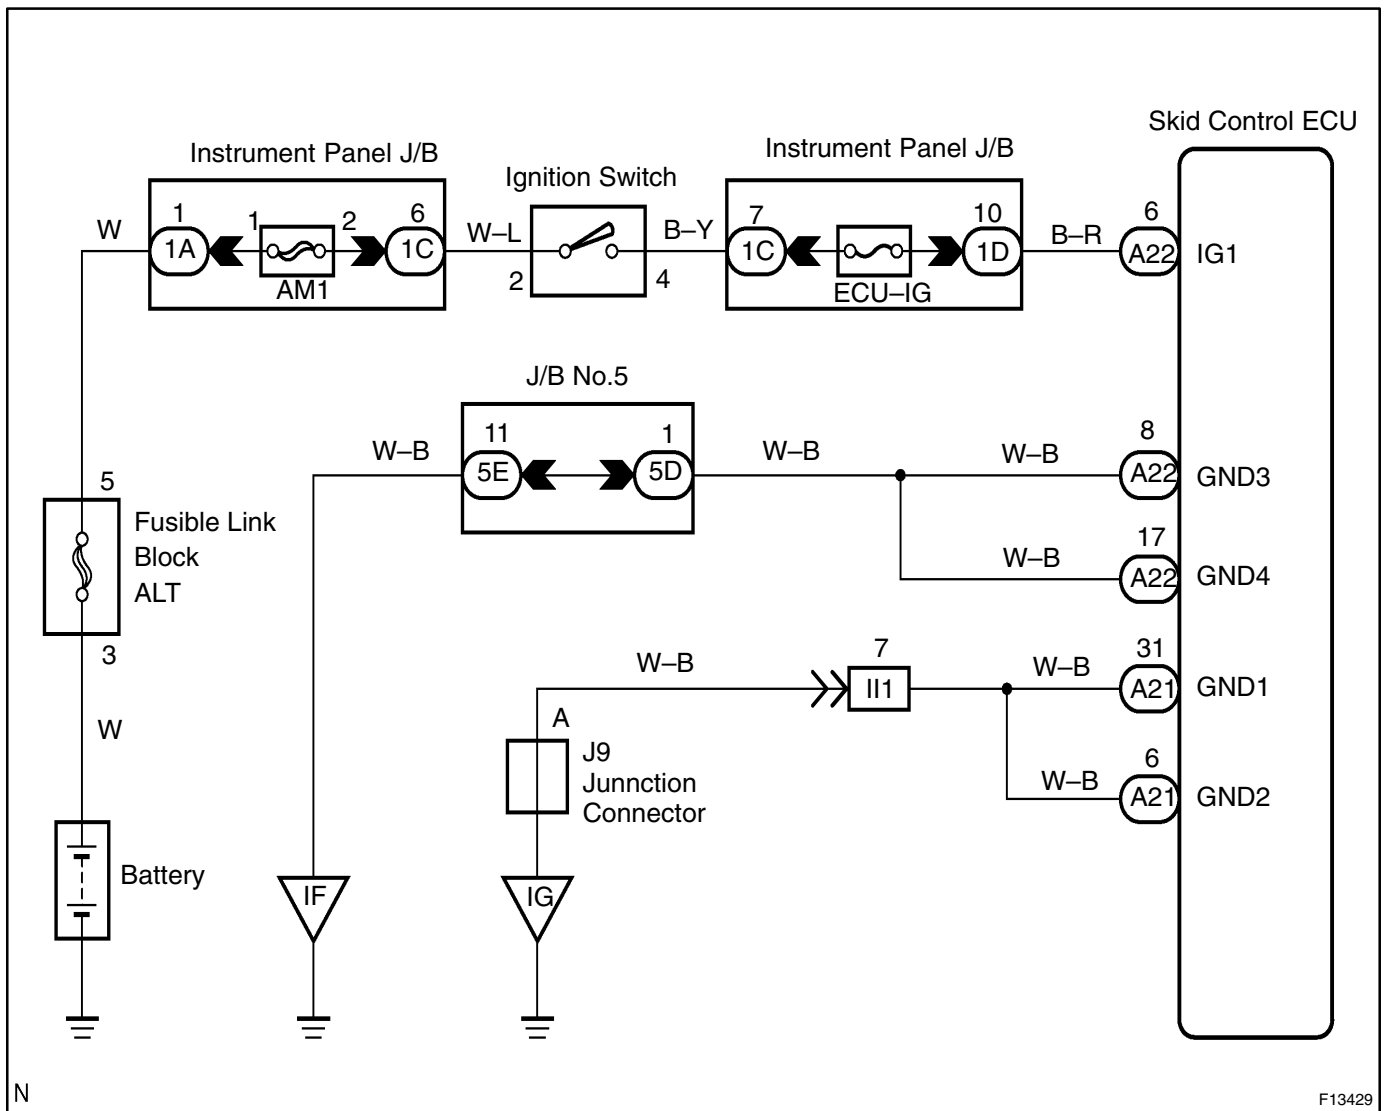 Skid Control ECU
Instrument Panel J/B
Instrument Panel J/B
Ignition Switch
W
1
1A
1
2
AM1
6
1C
W–L
2
4
B–Y
7
1C
ECU–IG
10
1D
B–R
6
A22
IG1
J/B No.5
W–B
11
5E
1
5D
W–B
W–B
8
A22
GND3
W–B
17
A22
GND4
5
Fusible Link
Block
ALT
3
W
W–B
7
II1
W–B
31
A21
GND1
W–B
6
A21
GND2
A
J9
Junnction
Connector
Battery
IF
IG
N
F13429